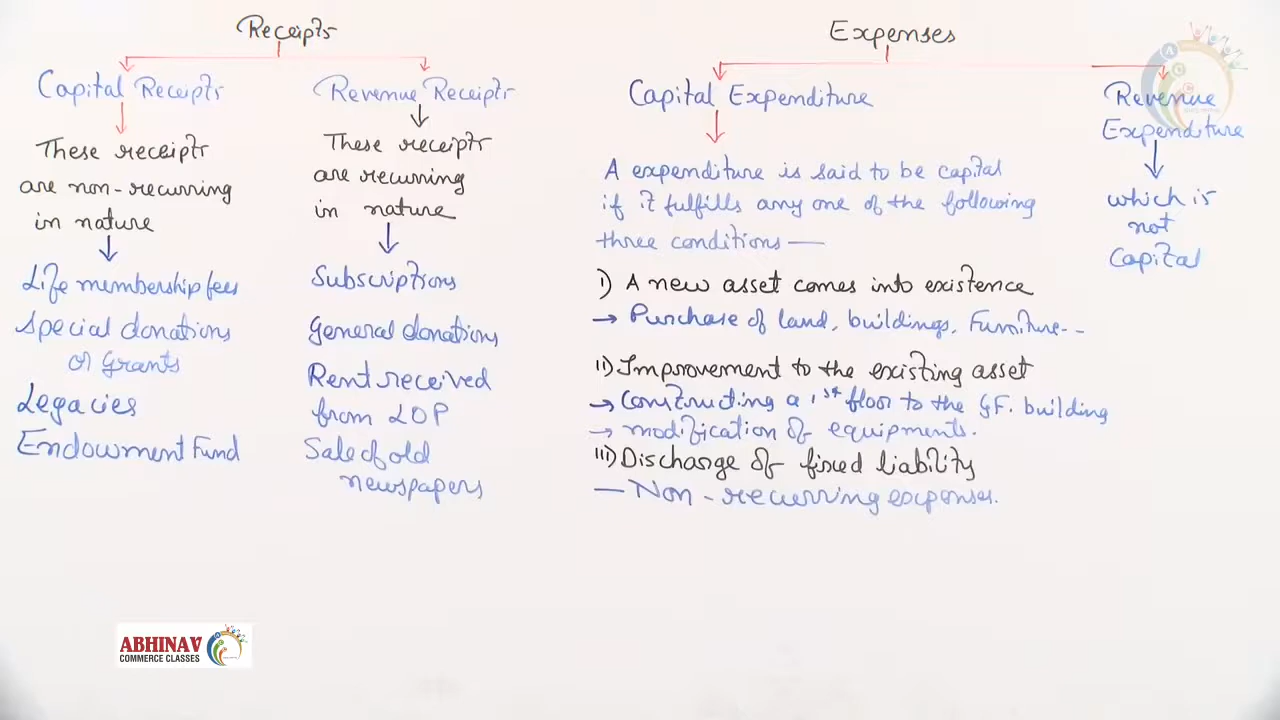 Receipts
Capital Receipts
These receipts
are non-recurring
in nature
Life membership fees
Special donations
or Grants
Legacies
Endowment Fund
Revenue Receipts
These receipts
are recurring
in nature
Subscriptions
General donations
Rent received
from LOP
Sale of old
newspapers
Expenses
Capital Expenditure
A expenditure is said to be capital
if it fulfills any one of the following
three conditions —
i) A new asset comes into existence
→ Purchase of land, buildings, Furniture--
ii) Improvement to the existing asset
→ Constructing a 1st floor to the G.F. building
→ modification of equipments.
iii) Discharge of fixed liability
— Non-recurring expenses.
Revenue
Expenditure
which is
not
Capital
ABHINAV
COMMERCE CLASSES